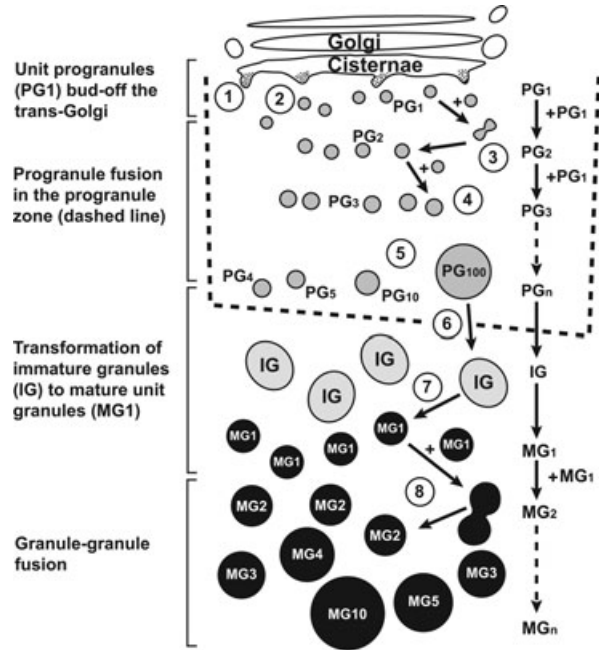 Golgi
Cisternae
Unit progranules
(PG1) bud-off the
trans-Golgi
1
2
PG1
+
PG1
+PG1
PG2
3
PG2
+
+PG1
Progranule fusion
in the progranule
zone (dashed line)
PG3
4
PG3
5
PG4
PG5
PG10
PG100
PGn
6
Transformation of
immature granules
(IG) to mature unit
granules (MG1)
IG
IG
IG
7
IG
IG
MG1
MG1
MG1
MG1
+
MG1
MG1
+MG1
8
MG2
MG2
MG2
MG2
Granule-granule
fusion
MG3
MG4
MG3
MG10
MG5
MGn